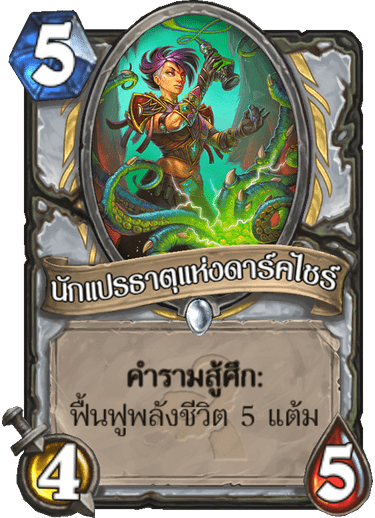 5
นักแปรธาตุแห่งดาร์คไชร์
คำรามสู้ศึก:
ฟื้นฟูพลังชีวิต 5 แต้ม
4
5